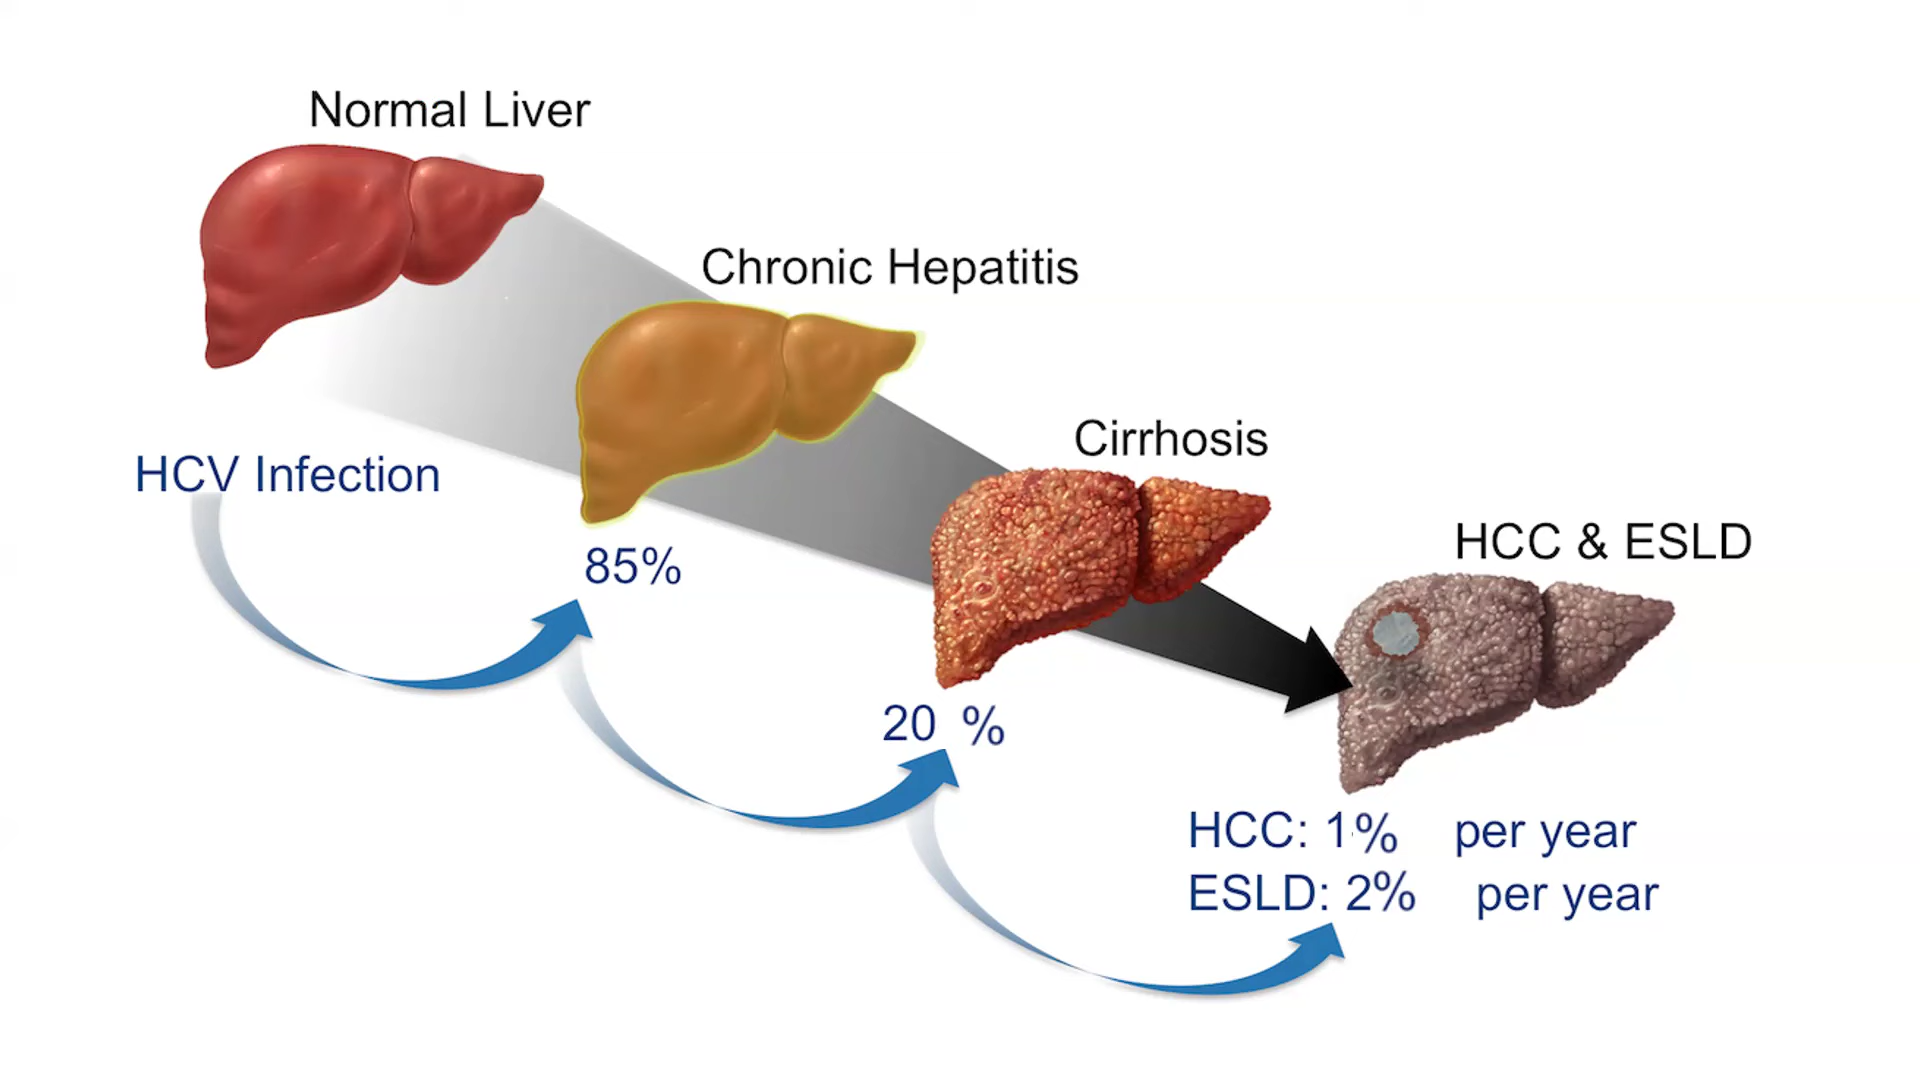 Normal Liver
Chronic Hepatitis
Cirrhosis
HCV Infection
HCC & ESLD
85%
20 %
HCC: 1% per year
ESLD: 2% per year